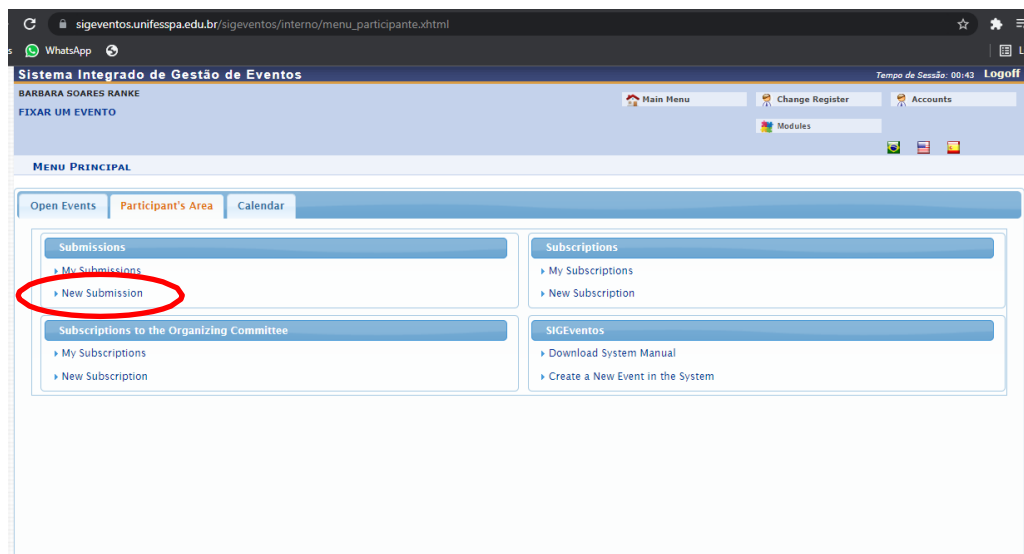 sigeventos.unifesspa.edu.br/sigeventos/interno/menu_participante.xhtml
WhatsApp
Sistema Integrado de Gestão de Eventos
Tempo de Sessão: 00:43 Logoff
BARBARA SOARES RANKE
FIXAR UM EVENTO
Main Menu
Change Register
Accounts
Modules
MENU PRINCIPAL
Open Events
Participant's Area
Calendar
Submissions
My Submissions
New Submission
Subscriptions
My Subscriptions
New Subscription
Subscriptions to the Organizing Committee
My Subscriptions
New Subscription
SIGEventos
Download System Manual
Create a New Event in the System